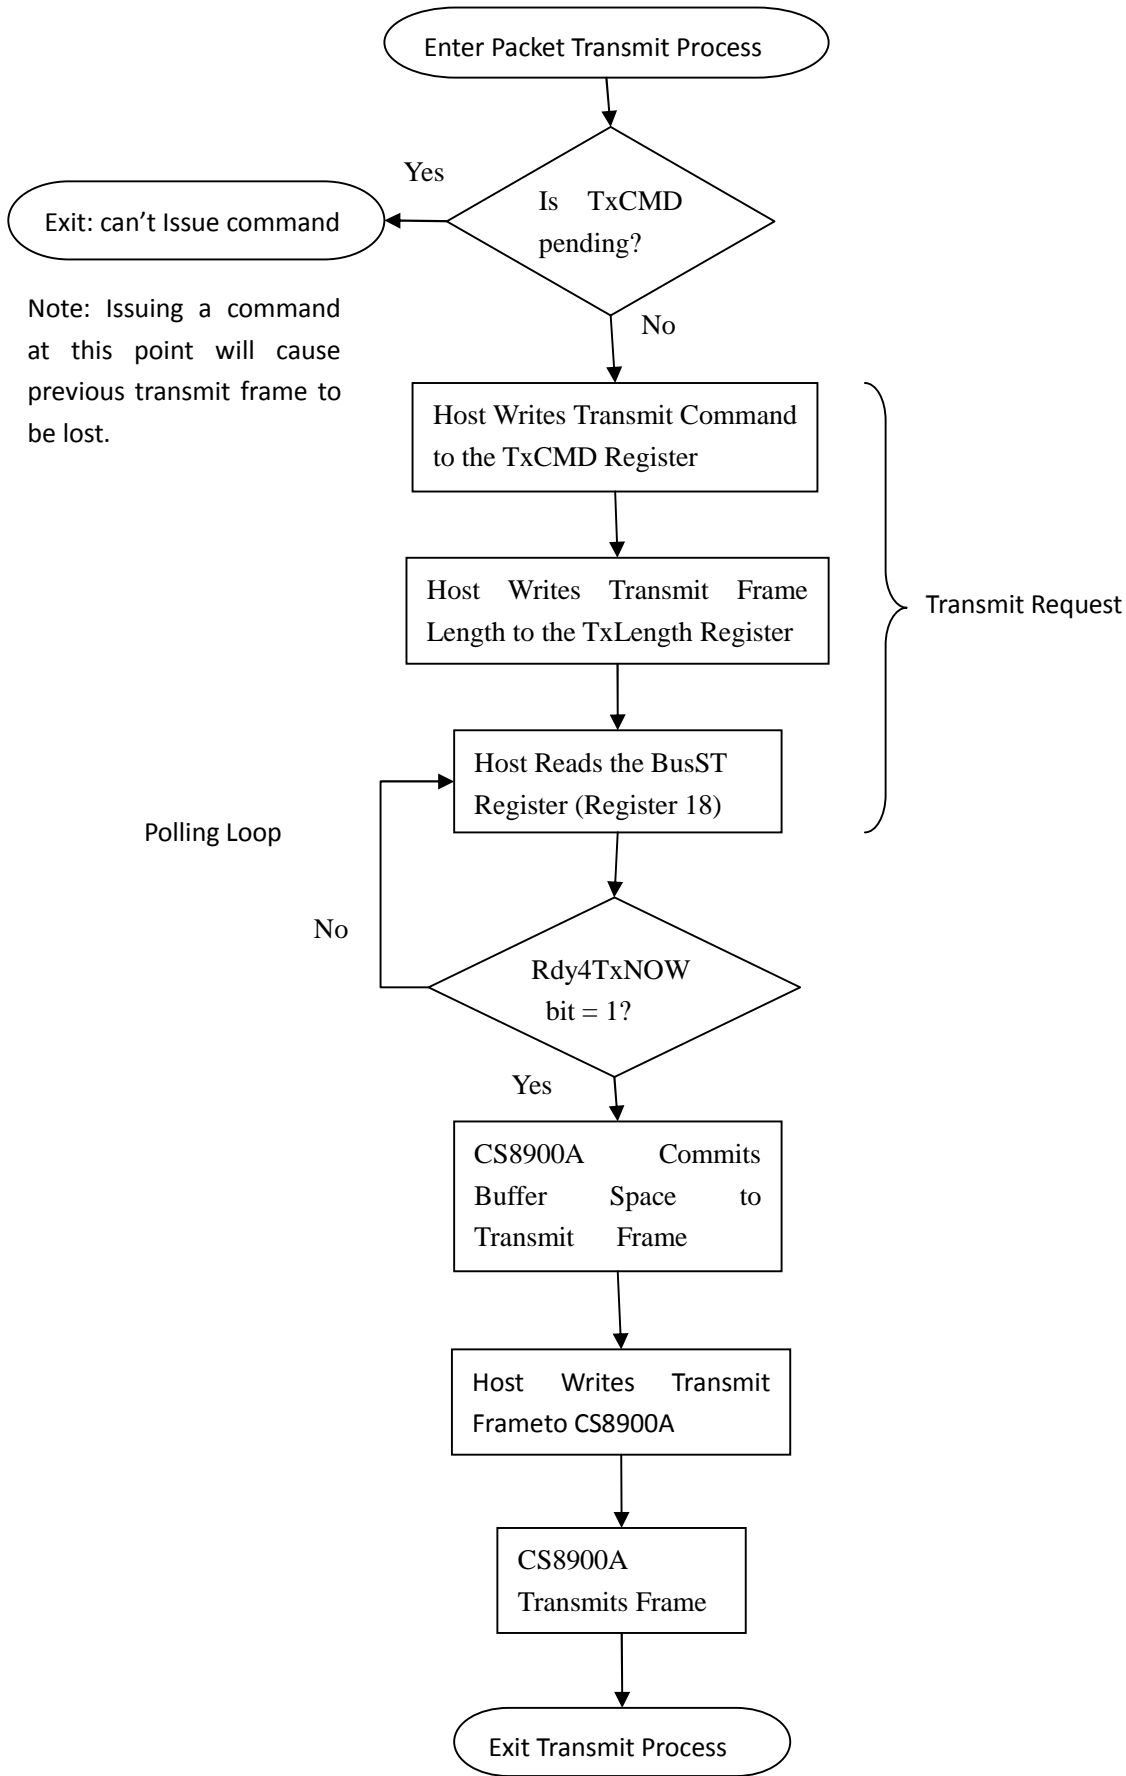 Enter Packet Transmit Process
Yes
Is TxCMD
pending?
Exit: can’t Issue command
Note: Issuing a command
at this point will cause
previous transmit frame to
be lost.
No
Host Writes Transmit Command
to the TxCMD Register
Host Writes Transmit Frame
Length to the TxLength Register
Transmit Request
Host Reads the BusST
Register (Register 18)
Polling Loop
No
Rdy4TxNOW
bit = 1?
Yes
CS8900A Commits
Buffer Space to
Transmit Frame
Host Writes Transmit
Frameto CS8900A
CS8900A
Transmits Frame
Exit Transmit Process